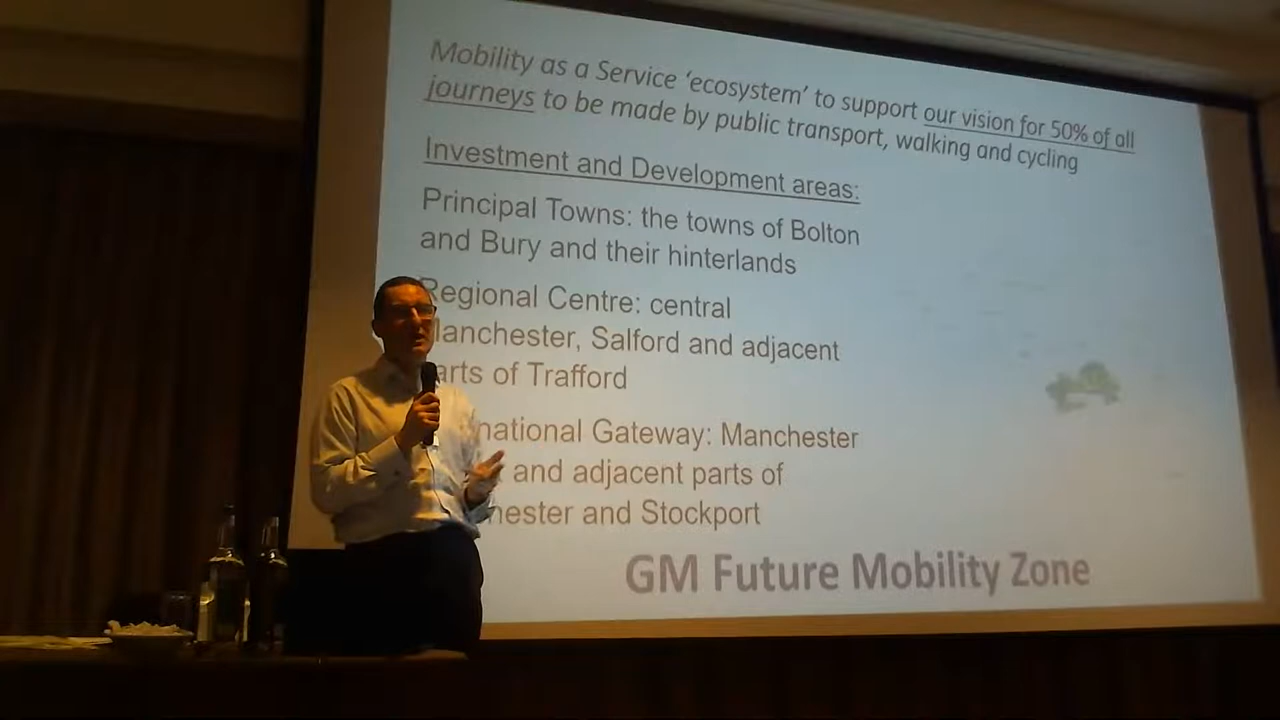 Mobility as a Service ‘ecosystem’ to support our vision for 50% of all
journeys to be made by public transport, walking and cycling
Investment and Development areas:
Principal Towns: the towns of Bolton
and Bury and their hinterlands
Regional Centre: central
Manchester, Salford and adjacent
parts of Trafford
Gateway: Manchester
and adjacent parts of
and Stockport
GM Future Mobility Zone